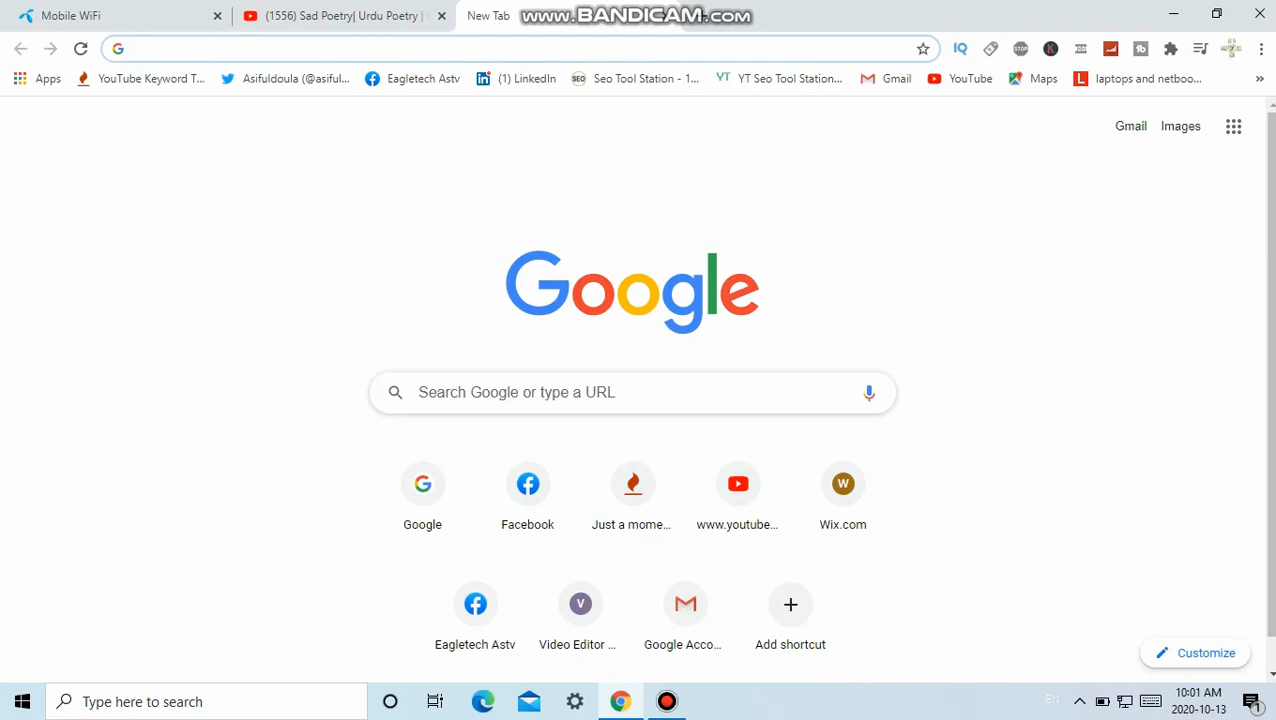 Mobile WiFi
(1556) Sad Poetry| Urdu Poetry |
New Tab
www.BANDICAM.com
Apps
YouTube Keyword T...
Asifuldoula (@asiful...
Eagletech Astv
(1) LinkedIn
Seo Tool Station - 1...
YT Seo Tool Station...
Gmail
YouTube
Maps
laptops and netboo...
Gmail
Images
Google
Search Google or type a URL
Google
Facebook
Just a mome...
www.youtube...
Wix.com
Eagletech Astv
Video Editor ...
Google Acco...
Add shortcut
Customize
Type here to search
EN
10:01 AM
2020-10-13